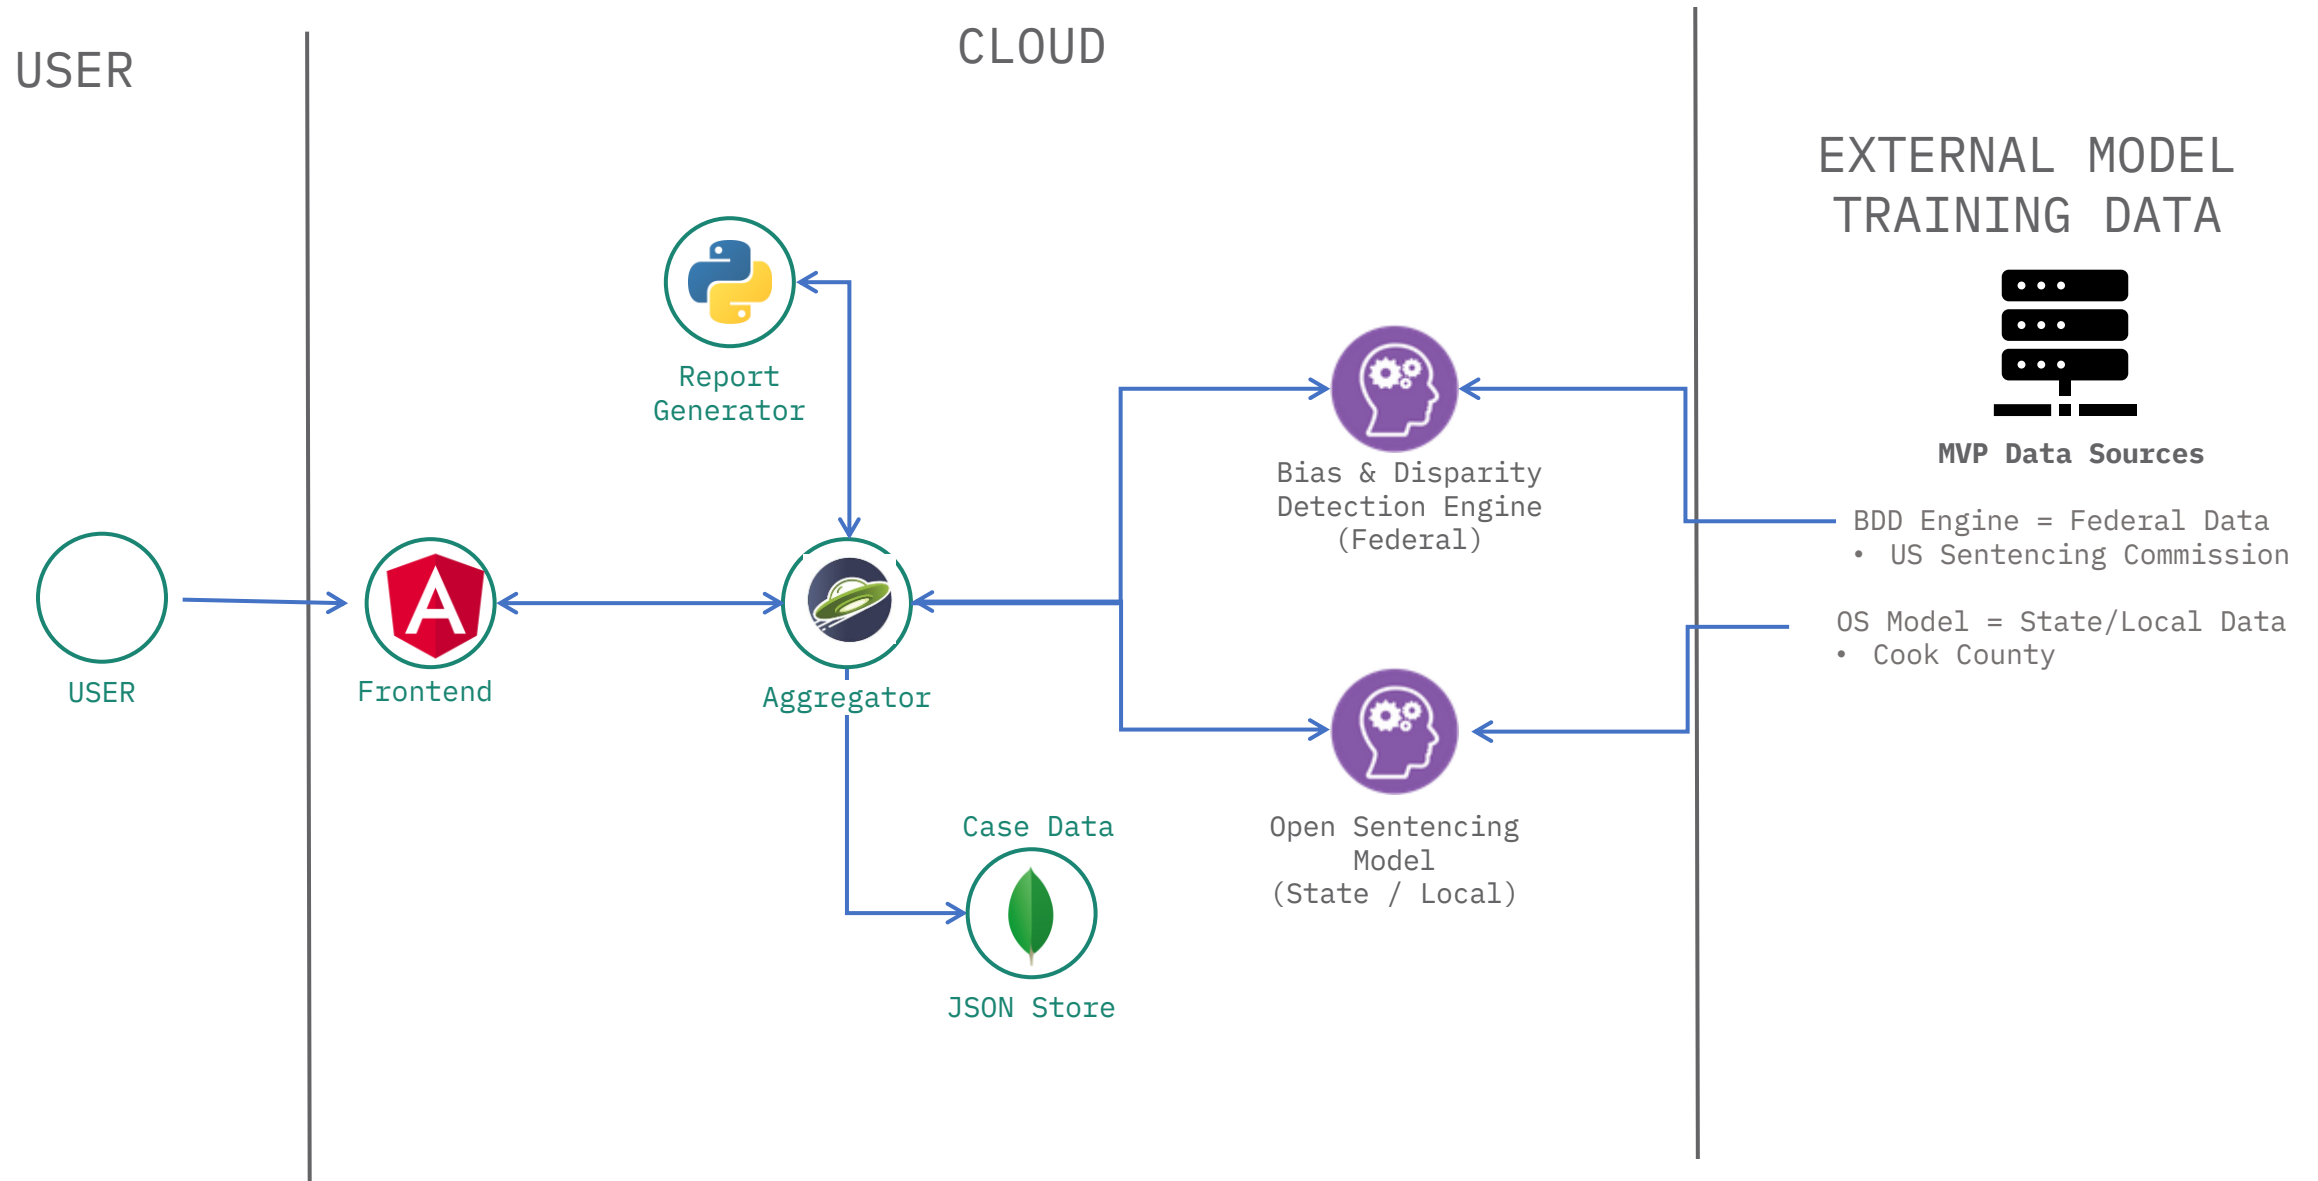 USER
CLOUD
EXTERNAL MODEL
TRAINING DATA
Report
Generator
MVP Data Sources
Bias & Disparity
Detection Engine
(Federal)
BDD Engine = Federal Data
• US Sentencing Commission
OS Model = State/Local Data
• Cook County
USER
Frontend
Aggregator
Case Data
JSON Store
Open Sentencing
Model
(State / Local)